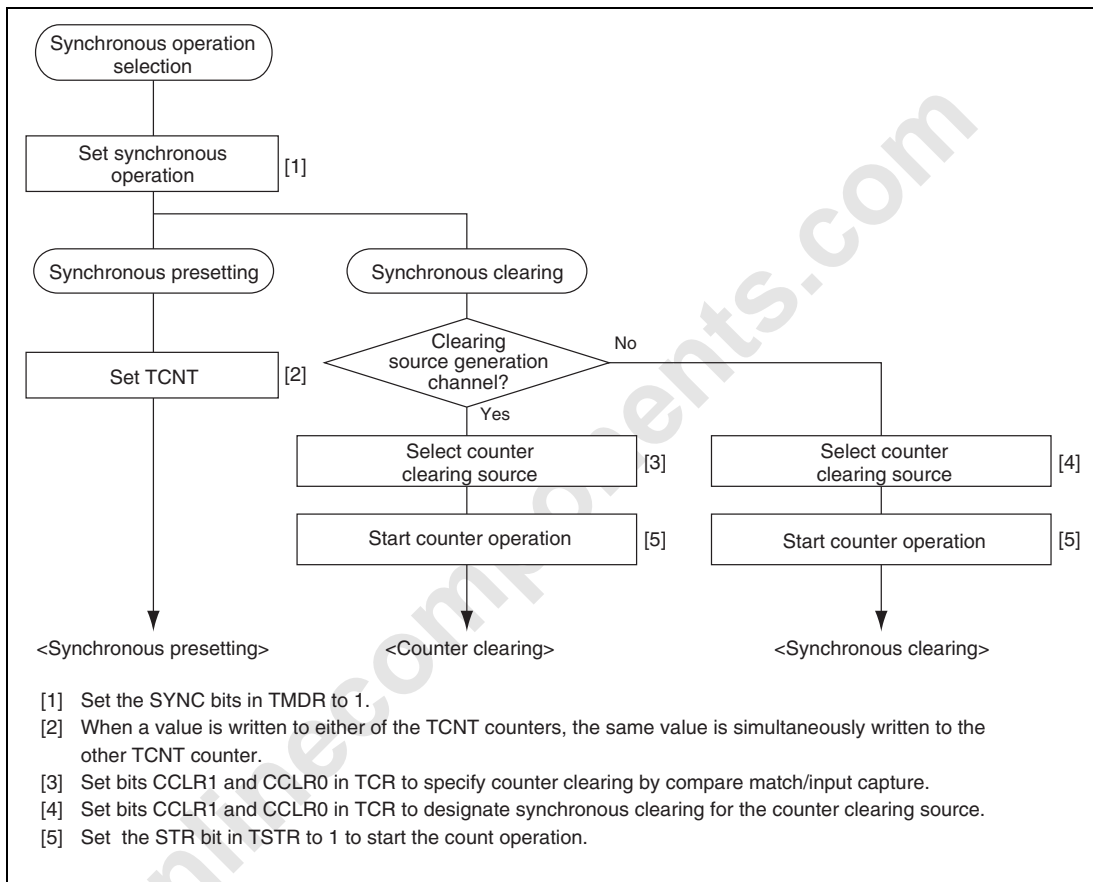 Synchronous operation
selection
Set synchronous
operation
[1]
Synchronous presetting
Synchronous clearing
Clearing
source generation
channel?
No
Yes
Set TCNT
[2]
Select counter
clearing source
[3]
Select counter
clearing source
[4]
Start counter operation
[5]
Start counter operation
[5]
<Synchronous presetting>
<Counter clearing>
<Synchronous clearing>
[1] Set the SYNC bits in TMDR to 1.
[2] When a value is written to either of the TCNT counters, the same value is simultaneously written to the
other TCNT counter.
[3] Set bits CCLR1 and CCLR0 in TCR to specify counter clearing by compare match/input capture.
[4] Set bits CCLR1 and CCLR0 in TCR to designate synchronous clearing for the counter clearing source.
[5] Set the STR bit in TSTR to 1 to start the count operation.
nlinecomponents.com